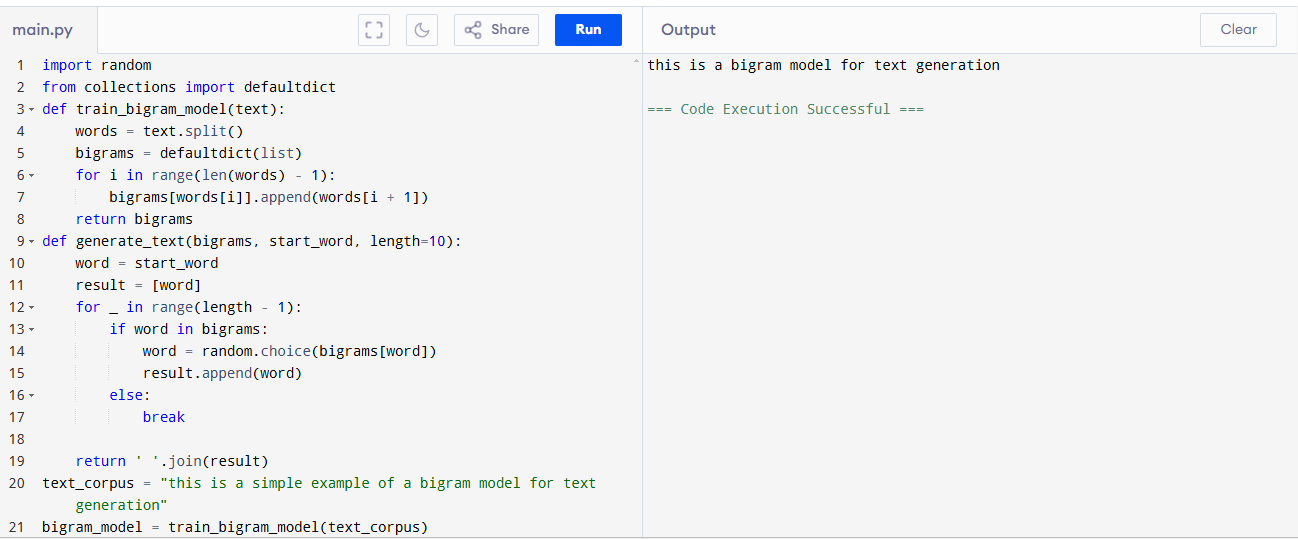 main.py
Share
Run
Output
Clear
1 import random
2 from collections import defaultdict
3 def train_bigram_model(text):
4     words = text.split()
5     bigrams = defaultdict(list)
6     for i in range(len(words) - 1):
7         bigrams[words[i]].append(words[i + 1])
8     return bigrams
9 def generate_text(bigrams, start_word, length=10):
10     word = start_word
11     result = [word]
12     for _ in range(length - 1):
13         if word in bigrams:
14             word = random.choice(bigrams[word])
15             result.append(word)
16         else:
17             break
18
19     return ' '.join(result)
20 text_corpus = "this is a simple example of a bigram model for text
    generation"
21 bigram_model = train_bigram_model(text_corpus)
this is a bigram model for text generation
=== Code Execution Successful ===